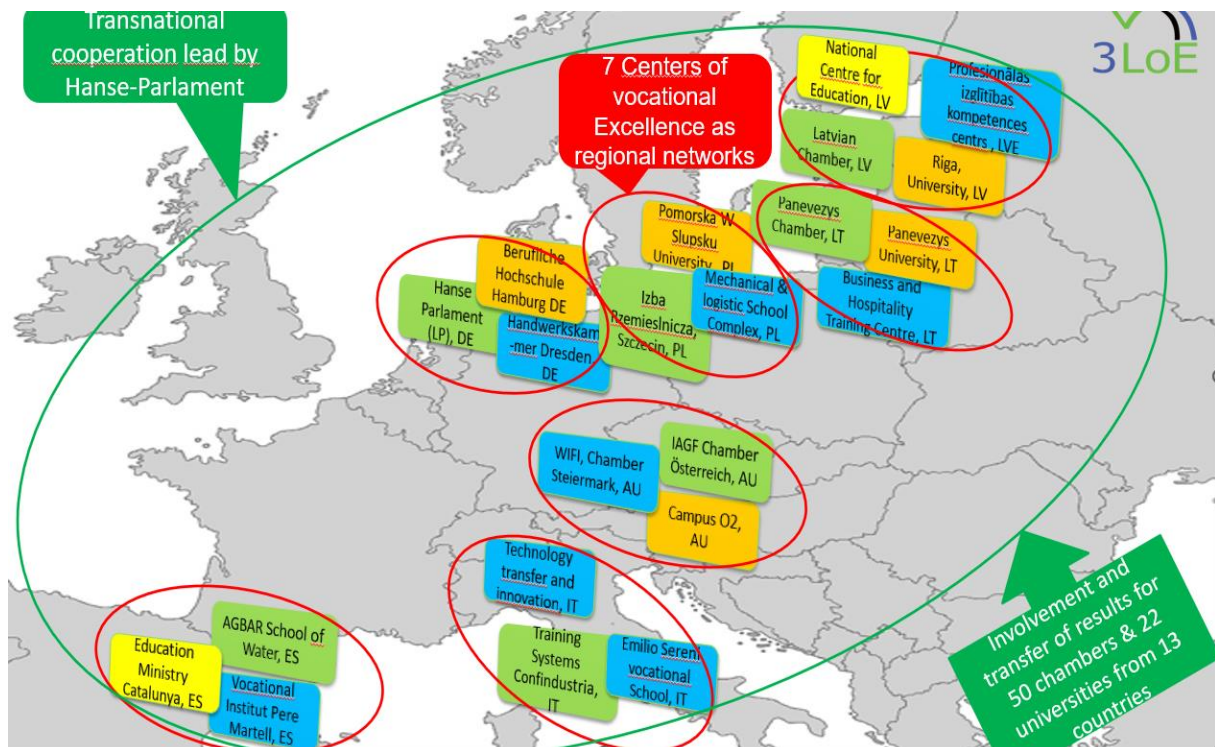 Transnational
cooperation lead by
Hanse-Parlament
7 Centers of
vocational
Excellence as
regional networks
3LoE
National
Centre for
Education, LV
Profesionālas
izglītības
kompetences
centrs , LVE
Latvian
Chamber, LV
Riga,
University, LV
Pomorska W
Slupsku
University, PL
Izba
Rzemieslnicza,
Szczecin, PL
Mechanical &
logistic School
Complex, PL
Panevezys
Chamber, LT
Panevezys
University, LT
Business and
Hospitality
Training Centre, LT
Berufliche
Hochschule
Hamburg DE
Hanse
Parlament
(LP), DE
Handwerkskam
-mer Dresden,
DE
WIFI, Chamber
Steiermark, AU
IAGF Chamber
Österreich, AU
Campus O2,
AU
Technology
transfer and
innovation, IT
Training
Systems
Confindustria,
IT
Emilio Sereni
vocational
School, IT
AGBAR School of
Water, ES
Education
Ministry
Catalunya, ES
Vocational
Institut Pere
Martell, ES
Involvement and
transfer of results for
50 chambers & 22
universities from 13
countries